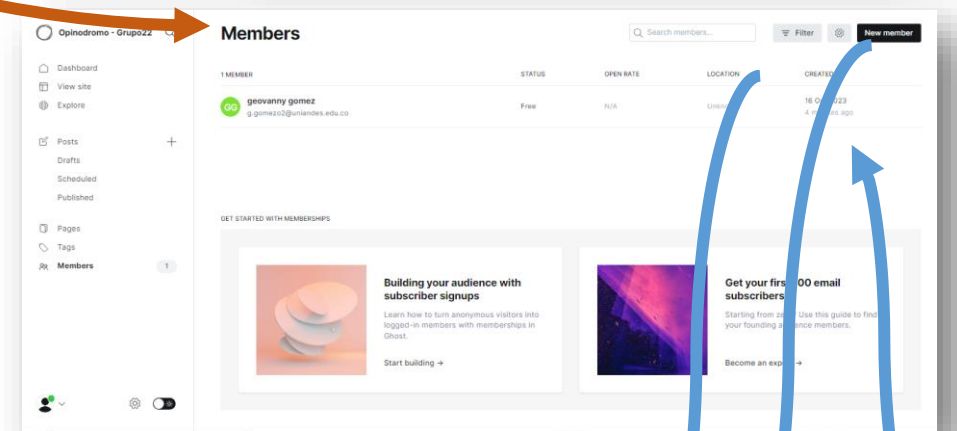 Opinodromo - Grupo22
Members
Search members...
Filter
New member
Dashboard
View site
Explore
Posts
Drafts
Scheduled
Published
Pages
Tags
Members 1
1 MEMBER STATUS OPEN RATE LOCATION CREATED
GG geovanny gomez Free N/A 2023
g.gomezo2@uniandes.edu.co ago
GET STARTED WITH MEMBERSHIPS
Building your audience with
subscriber signups
Learn how to turn anonymous visitors into
logged-in members with memberships in
Ghost.
Start building →
Get your first 00 email
subscribers
Starting from Use this guide to find
your founding members.
Become an →